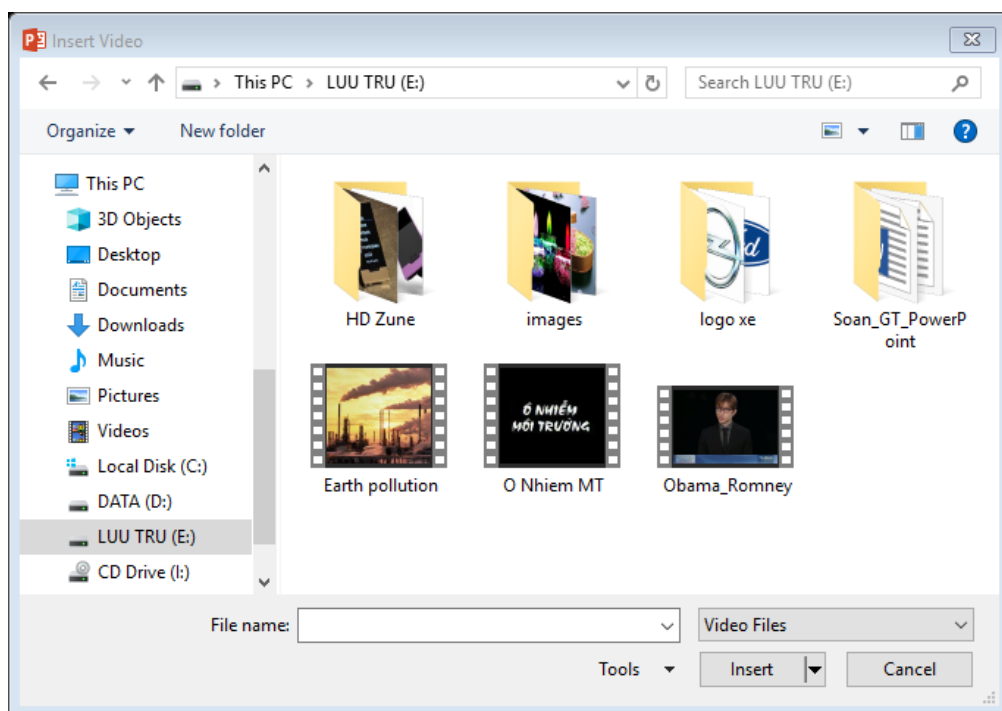 Insert Video
This PC > LUU TRU (E:)
Search LUU TRU (E:)
Organize
New folder
This PC
3D Objects
Desktop
Documents
Downloads
Music
Pictures
Videos
Local Disk (C:)
DATA (D:)
LUU TRU (E:)
CD Drive (I:)
HD Zune
images
logo xe
Soan_GT_PowerP
oint
Ô NHIỄM
MÔI TRƯỜNG
Earth pollution
O Nhiem MT
Obama_Romney
File name:
Video Files
Tools
Insert
Cancel